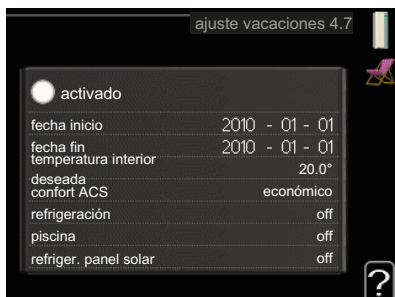 ajuste vacaciones 4.7
activado
fecha inicio 2010 - 01 - 01
fecha fin 2010 - 01 - 01
temperatura interior
deseada 20.0°
confort ACS económico
refrigeración off
piscina off
refriger. panel solar off
?